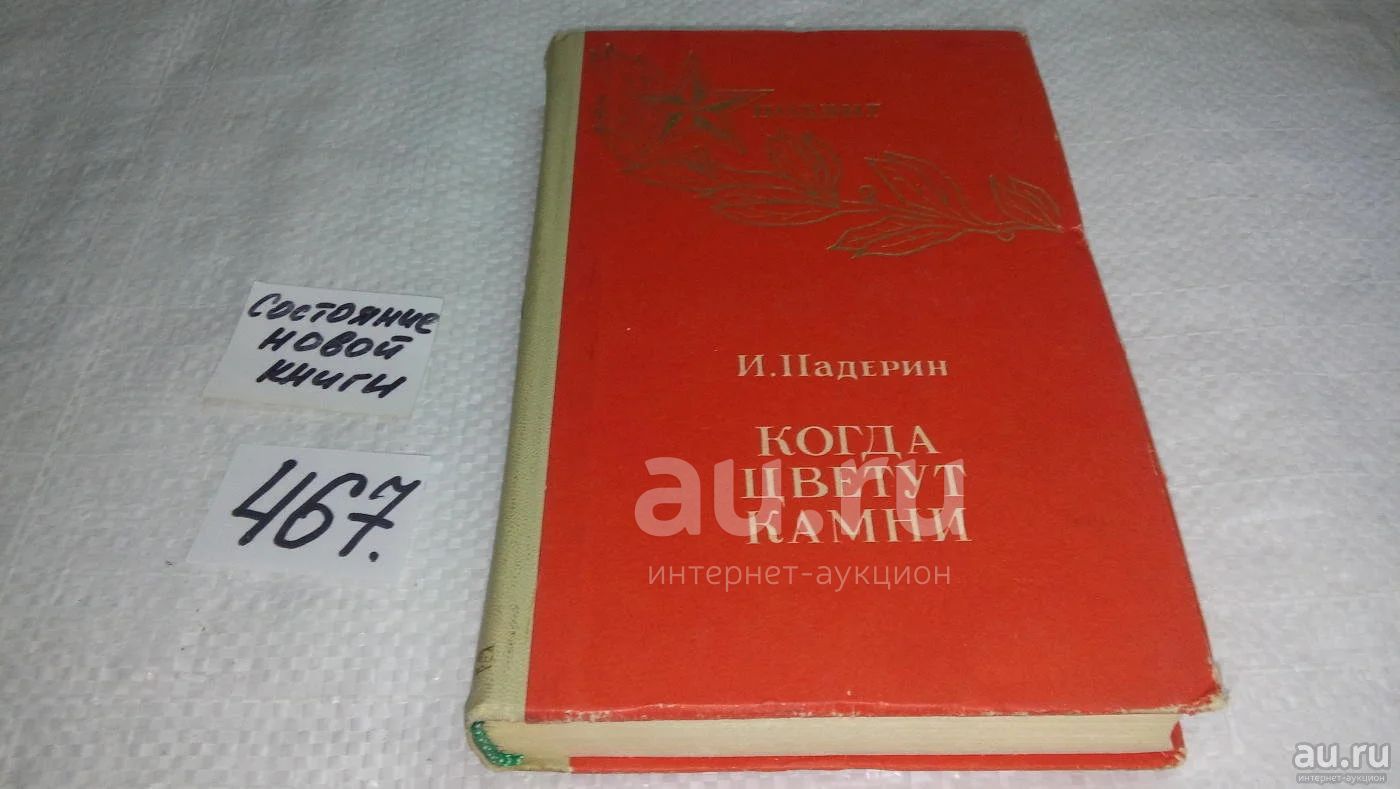 Состояние
новой
книги
467.
ПОДВИГ
И. Падерин
КОГДА
ЦВЕТУТ
КАМНИ
au.ru
интернет-аукцион
au.ru
интернет-аукцион